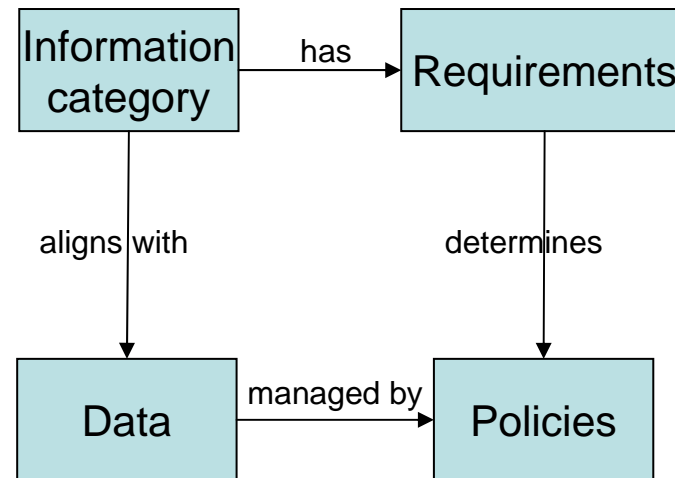 Information
category
has
Requirements
aligns with
determines
Data
managed by
Policies